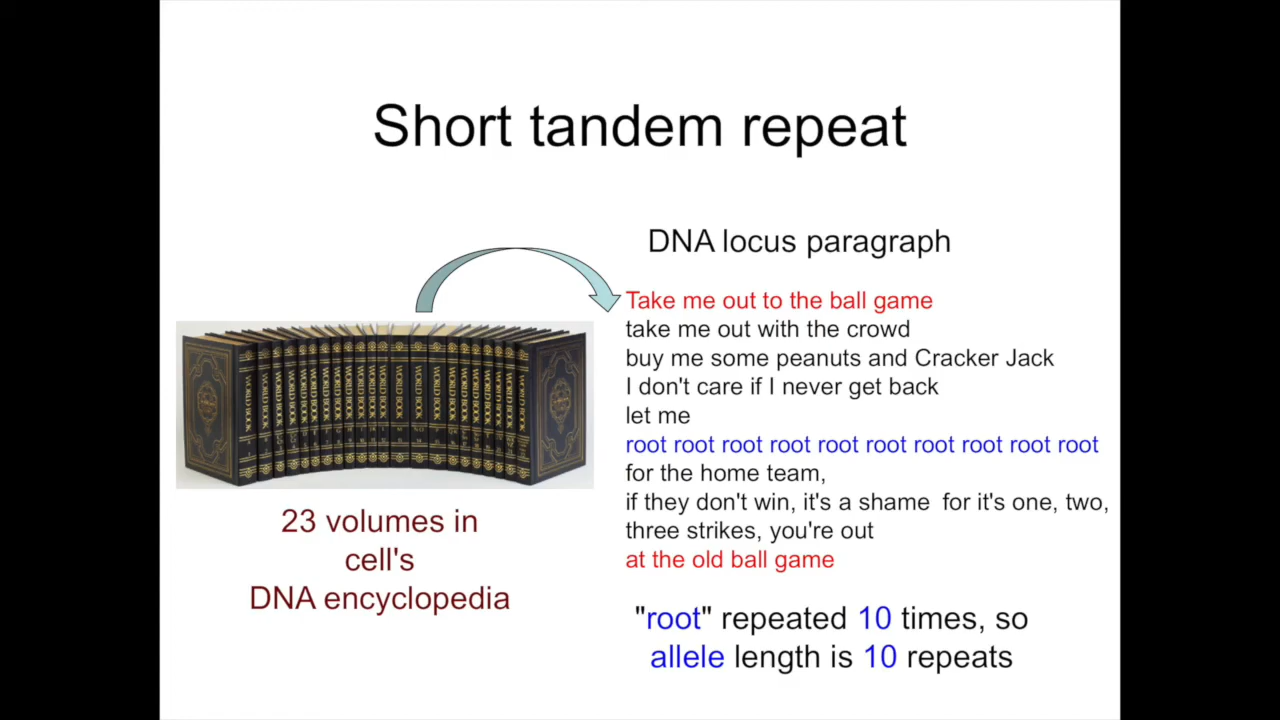 Short tandem repeat
DNA locus paragraph
Take me out to the ball game
take me out with the crowd
buy me some peanuts and Cracker Jack
I don't care if I never get back
let me
root root root root root root root root root root
for the home team,
if they don't win, it's a shame  for it's one, two,
three strikes, you're out
at the old ball game
WORLD BOOK
23 volumes in
cell's
DNA encyclopedia
"root" repeated 10 times, so
allele length is 10 repeats